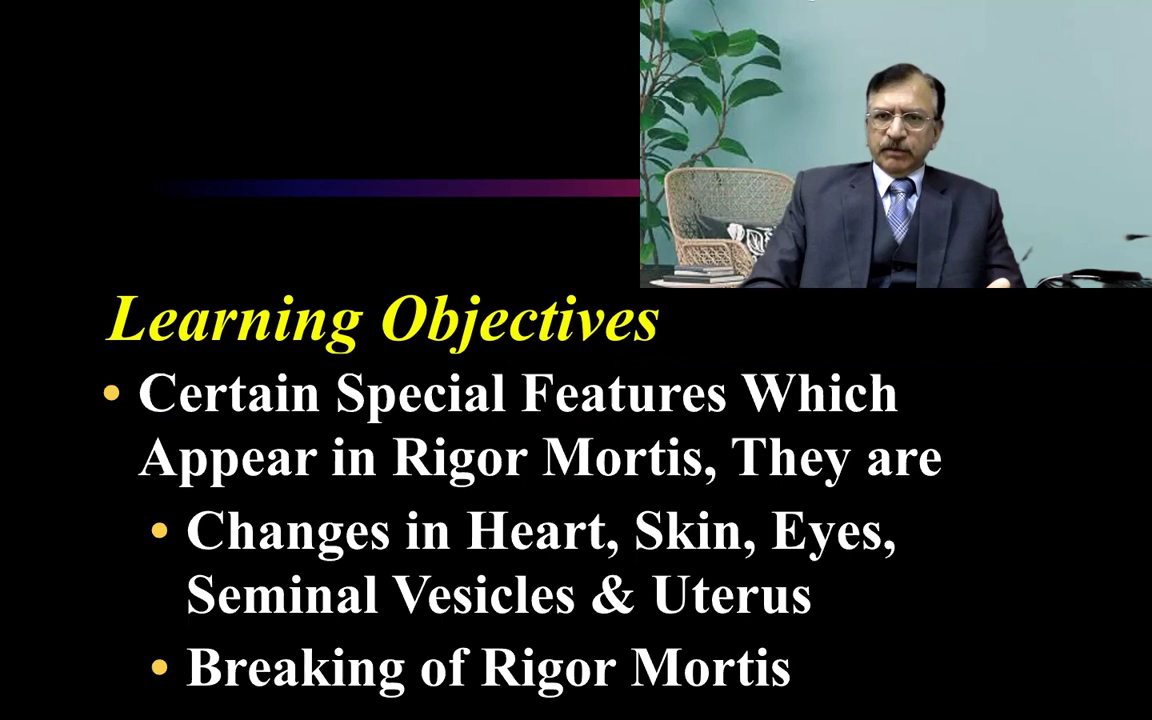 Learning Objectives
• Certain Special Features Which
Appear in Rigor Mortis, They are
• Changes in Heart, Skin, Eyes,
Seminal Vesicles & Uterus
• Breaking of Rigor Mortis